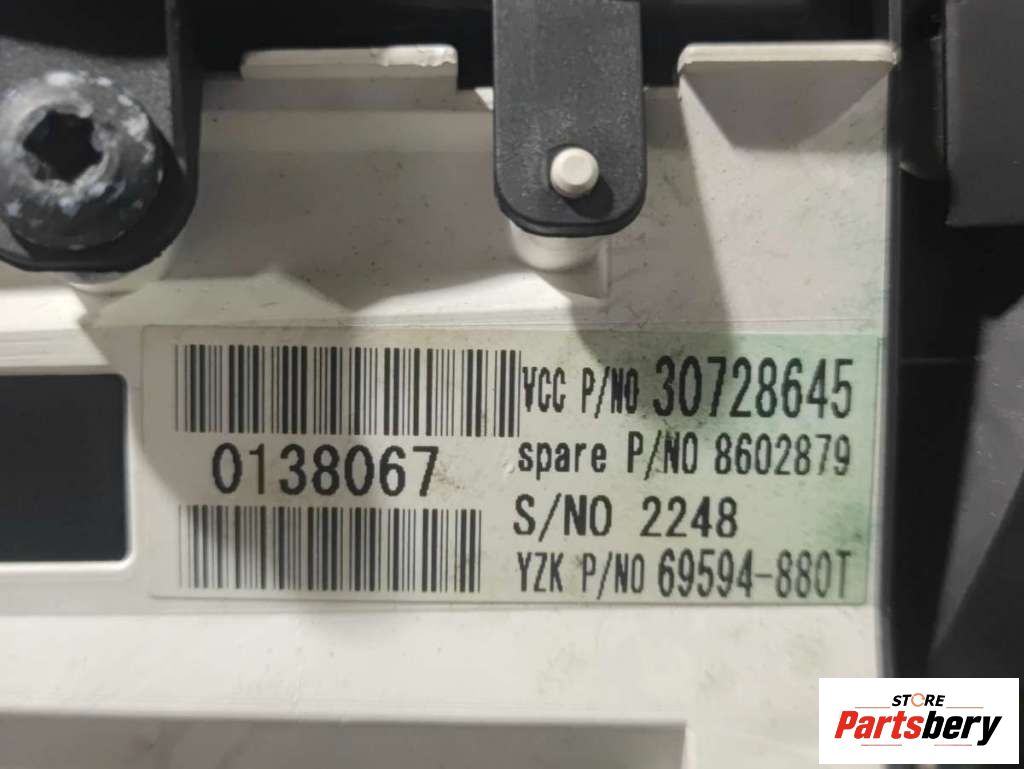 VCC P/NO 30728645
0138067
spare P/NO 8602879
S/NO 2248
YZK P/NO 69594-880T
STORE
Partsbery